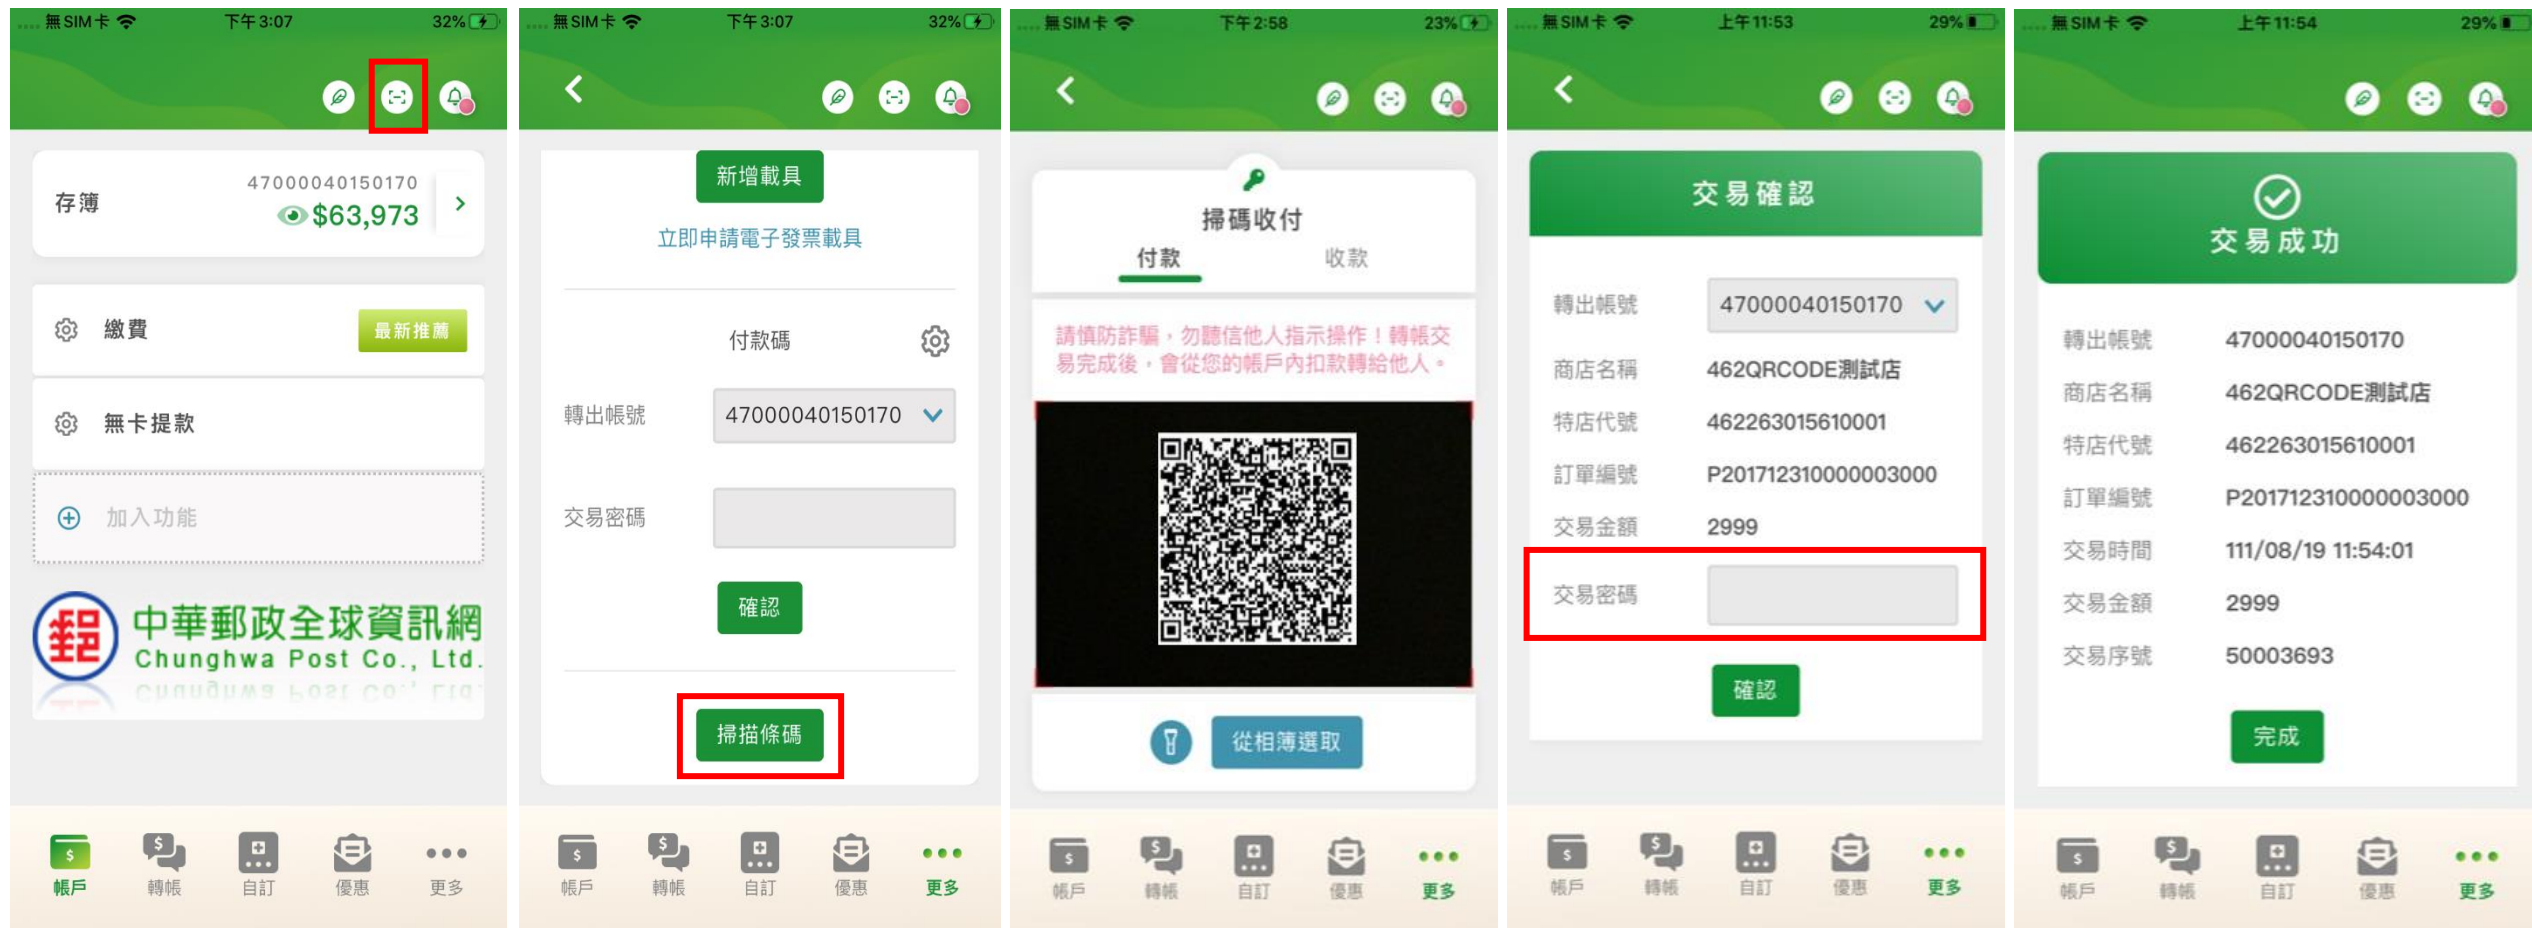 無SIM卡 下午3:07 32%
存簿
47000040150170
$63,973
繳費
最新推薦
無卡提款
加入功能
郵
中華郵政全球資訊網
Chunghwa Post Co., Ltd.
帳戶 轉帳 自訂 優惠 更多
無SIM卡 下午3:07 32%
新增載具
立即申請電子發票載具
付款碼
轉出帳號 47000040150170
交易密碼
確認
掃描條碼
帳戶 轉帳 自訂 優惠 更多
無SIM卡 下午2:58 23%
掃碼收付
付款 收款
請慎防詐騙，勿聽信他人指示操作！轉帳交
易完成後，會從您的帳戶內扣款轉給他人。
從相簿選取
帳戶 轉帳 自訂 優惠 更多
無SIM卡 上午11:53 29%
交易確認
轉出帳號 47000040150170
商店名稱 462QRCODE測試店
特店代號 462263015610001
訂單編號 P201712310000003000
交易金額 2999
交易密碼
確認
帳戶 轉帳 自訂 優惠 更多
無SIM卡 上午11:54 29%
交易成功
轉出帳號 47000040150170
商店名稱 462QRCODE測試店
特店代號 462263015610001
訂單編號 P201712310000003000
交易時間 111/08/19 11:54:01
交易金額 2999
交易序號 50003693
完成
帳戶 轉帳 自訂 優惠 更多